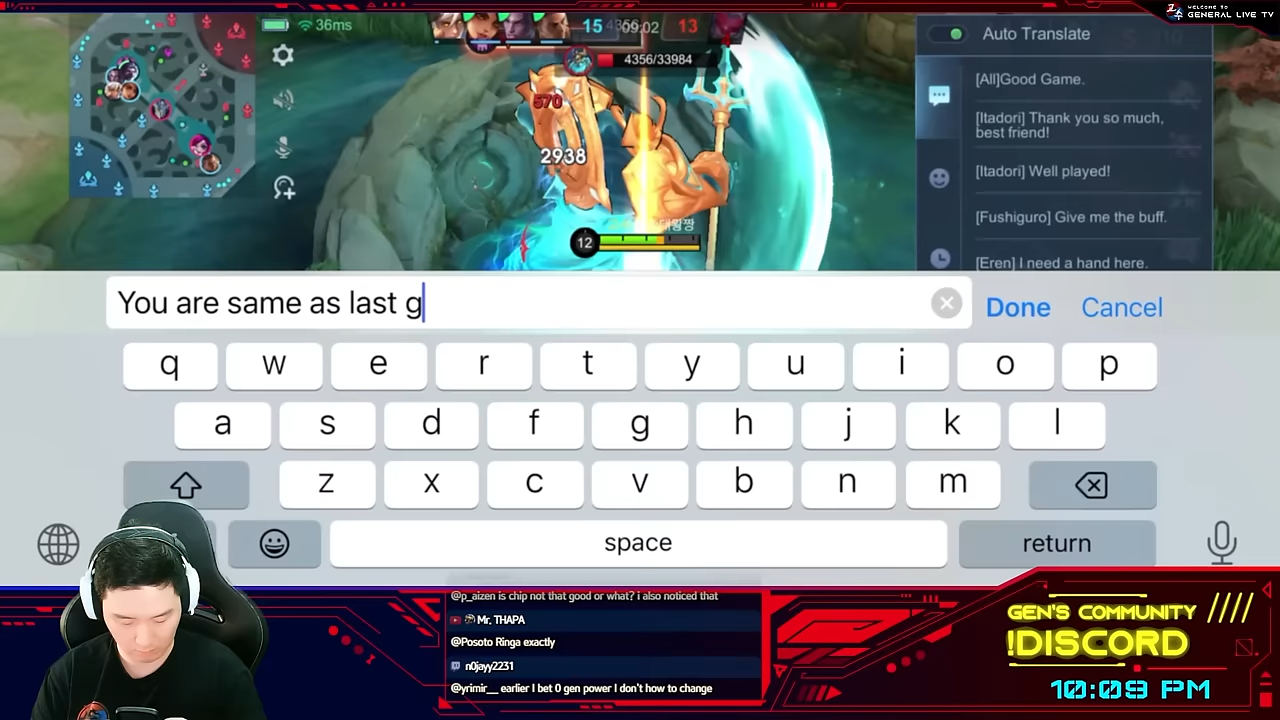 WELCOME TO
GENERAL LIVE TV
36ms
15
09:02
13
4356/33984
570
2938
12
Auto Translate
[All]Good Game.
[Itadori] Thank you so much,
best friend!
[Itadori] Well played!
[Fushiguro] Give me the buff.
[Eren] I need a hand here.
You are same as last g
Done
Cancel
q w e r t y u i o p
a s d f g h j k l
z x c v b n m
space
return
@p_aizen is chip not that good or what? i also noticed that
Mr. THAPA
@Posoto Ringa exactly
n0jayy2231
@yrimir__ earlier I bet 0 gen power I don't how to change
GEN'S COMMUNITY ////
!DISCORD
10:09 PM